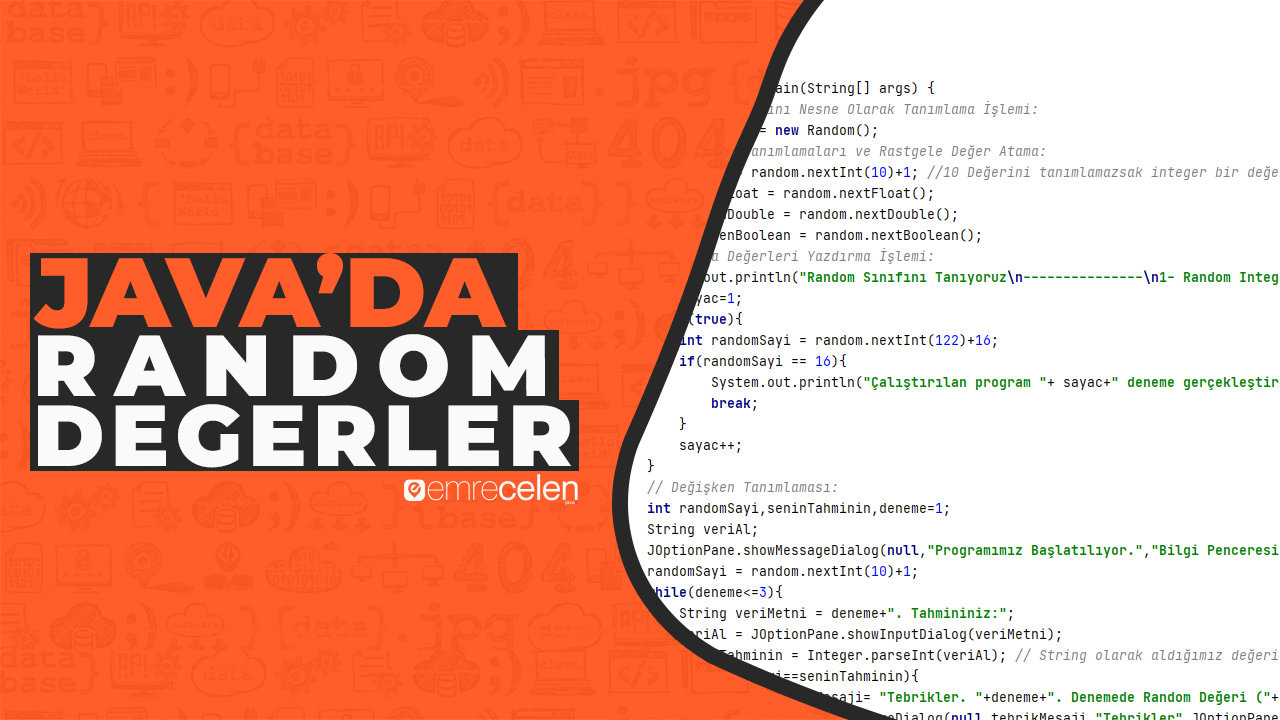 JAVA’DA
RANDOM
DEGERLER
emrecelen
ain(String[] args) {
ını Nesne Olarak Tanımlama İşlemi:
= new Random();
anımlamaları ve Rastgele Değer Atama:
random.nextInt(10)+1; //10 Değerini tanımlamazsak integer bir değe
oat = random.nextFloat();
Double = random.nextDouble();
enBoolean = random.nextBoolean();
a Değerleri Yazdırma İşlemi:
out.println("Random Sınıfını Tanıyoruz\n---------------\n1- Random Integ
yac=1;
(true){
int randomSayi = random.nextInt(122)+16;
if(randomSayi == 16){
System.out.println("Çalıştırılan program "+ sayac+" deneme gerçekleştir
break;
}
sayac++;
}
// Değişken Tanımlaması:
int randomSayi,seninTahminin,deneme=1;
String veriAl;
JOptionPane.showMessageDialog(null,"Programımız Başlatılıyor.","Bilgi Penceresi
randomSayi = random.nextInt(10)+1;
hile(deneme<=3){
String veriMetni = deneme+". Tahmininiz:";
eriAl = JOptionPane.showInputDialog(veriMetni);
Tahminin = Integer.parseInt(veriAl); // String olarak aldığımız değeri
i==seninTahminin){
esaji= "Tebrikler. "+deneme+". Denemede Random Değeri ("+
eDialog(null,tebrikMesaji,"Tebrikler",JOptionPane